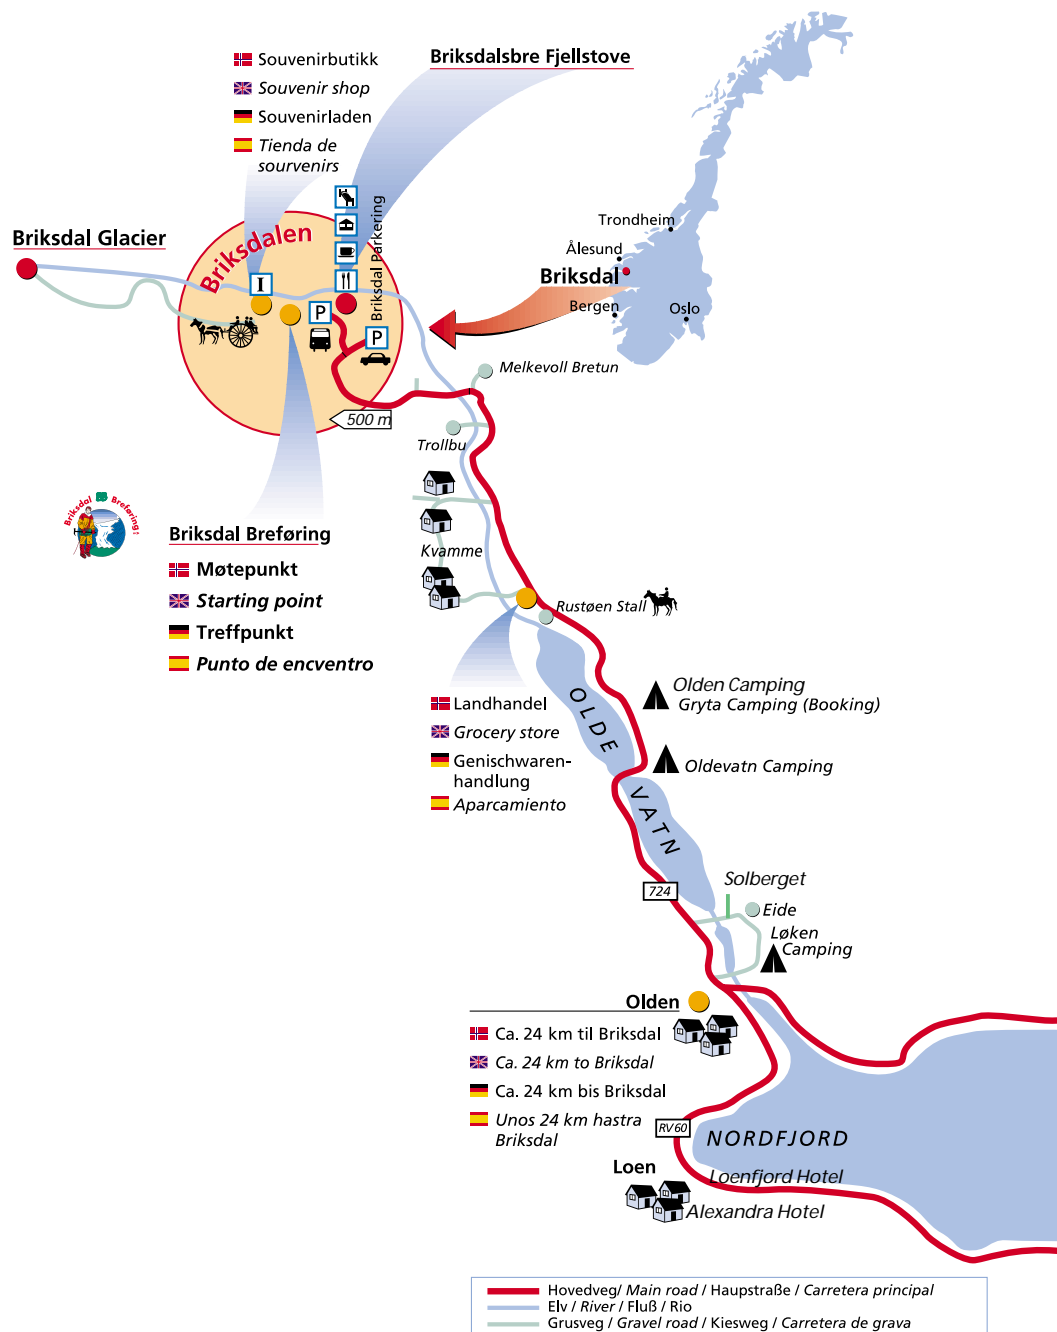 Souvenirbutikk
Souvenir shop
Souvenirladen
Tienda de
sourvenirs
Briksdalsbre Fjellstove
Briksdal Glacier
Briksdalen
Briksdal Parkering
I
P
P
500 m
Trondheim
Ålesund
Briksdal
Bergen
Oslo
Melkevoll Bretun
Trollbu
Kvamme
Rustøen Stall
Briksdal Breføring
Briksdal Breføring
Møtepunkt
Starting point
Treffpunkt
Punto de encventro
Landhandel
Grocery store
Genischwaren-
handlung
Aparcamiento
OLDE
VATN
Olden Camping
Gryta Camping (Booking)
Oldevatn Camping
724
Solberget
Eide
Løken
Camping
Olden
Ca. 24 km til Briksdal
Ca. 24 km to Briksdal
Ca. 24 km bis Briksdal
Unos 24 km hastra
Briksdal
RV60
NORDFJORD
Loen
Loenfjord Hotel
Alexandra Hotel
Hovedveg/ Main road / Haupstraße / Carretera principal
Elv / River / Fluß / Rio
Grusveg / Gravel road / Kiesweg / Carretera de grava